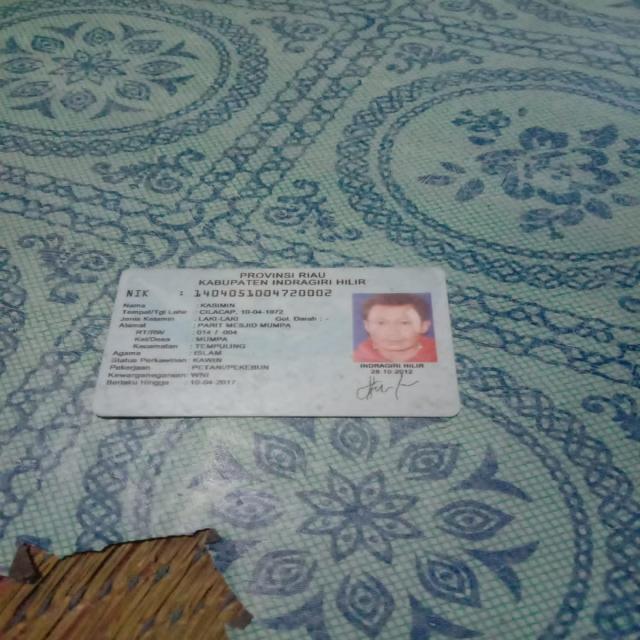 PROVINSI RIAU
KABUPATEN INDRAGIRI HILIR
NIK : 1404051004720002
Nama : KASIMIN
Tempat/Tgl Lahir : CILACAP, 10-04-1972
Jenis Kelamin : LAKI-LAKI Gol. Darah : -
Alamat : PARIT MESJID MUMPA
RT/RW : 014 / 004
Kel/Desa : MUMPA
Kecamatan : TEMPULING
Agama : ISLAM
Status Perkawinan : KAWIN
Pekerjaan : PETANI/PEKEBUN
Kewarganegaraan : WNI
Berlaku Hingga : 10-04-2017
INDRAGIRI HILIR
28.10.2012